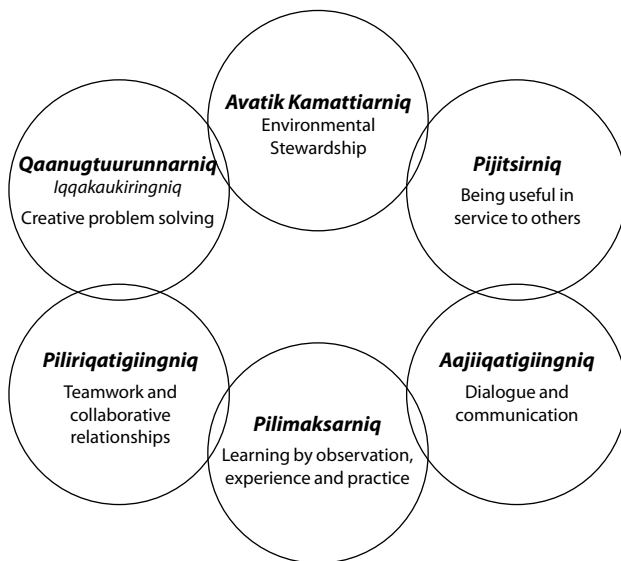 Avatik Kamattiarniq
Environmental
Stewardship
Qaanugtuurunnarniq
Iqqakaukiringniq
Creative problem solving
Pijitsirniq
Being useful in
service to others
Piliriqatigiingniq
Teamwork and
collaborative
relationships
Pilimaksarniq
Learning by observation,
experience and practice
Aajiiqatigiingniq
Dialogue and
communication